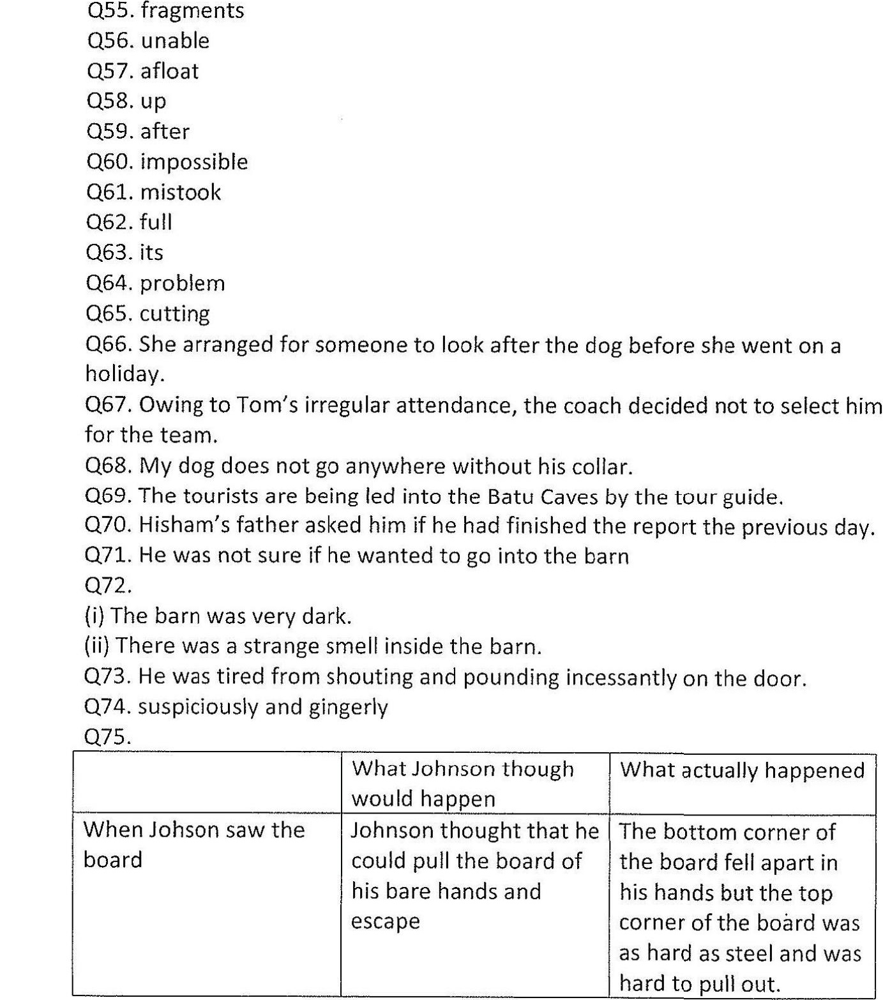 Q55. fragments
Q56. unable
Q57. afloat
Q58. up
Q59. after
Q60. impossible
Q61. mistook
Q62. full
Q63. its
Q64. problem
Q65. cutting
Q66. She arranged for someone to look after the dog before she went on a
holiday.
Q67. Owing to Tom's irregular attendance, the coach decided not to select him
for the team.
Q68. My dog does not go anywhere without his collar.
Q69. The tourists are being led into the Batu Caves by the tour guide.
Q70. Hisham's father asked him if he had finished the report the previous day.
Q71. He was not sure if he wanted to go into the barn
Q72.
(i) The barn was very dark.
(ii) There was a strange smell inside the barn.
Q73. He was tired from shouting and pounding incessantly on the door.
Q74. suspiciously and gingerly
Q75.
What Johnson though
would happen
What actually happened
When Johson saw the
board
Johnson thought that he
could pull the board of
his bare hands and
escape
The bottom corner of
the board fell apart in
his hands but the top
corner of the board was
as hard as steel and was
hard to pull out.